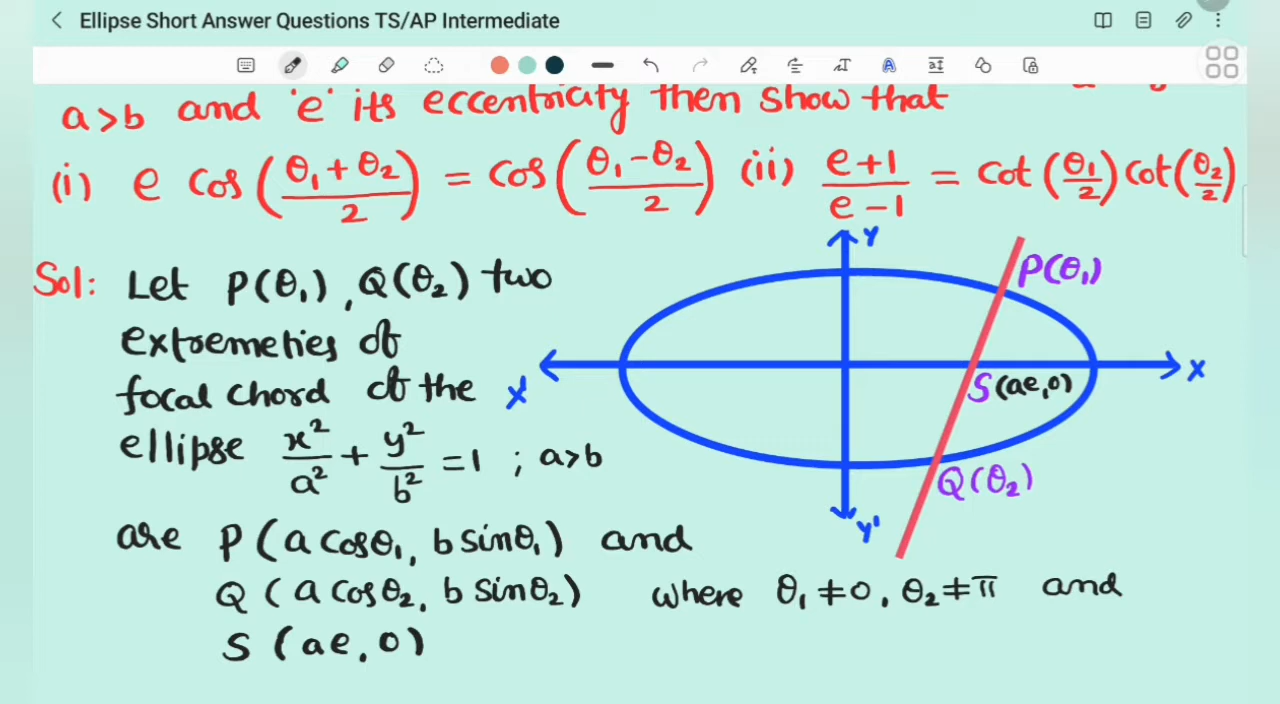 Ellipse Short Answer Questions TS/AP Intermediate
a>b and 'e' its eccentricity then show that
(i) e cos(θ₁+θ₂/2) = cos(θ₁-θ₂/2) (ii) e+1/e-1 = cot(θ₁/2)cot(θ₂/2)
Y
Sol: Let P(θ₁), Q(θ₂) two
P(θ₁)
extremeties of
X
S(ae,0)
focal chord of the
X
ellipse x²/a² + y²/b² =1 ; a>b
Q(θ₂)
Y'
are P(a cosθ₁, b sinθ₁) and
Q (a cosθ₂, b sinθ₂) where θ₁≠0, θ₂≠π and
S (ae, 0)